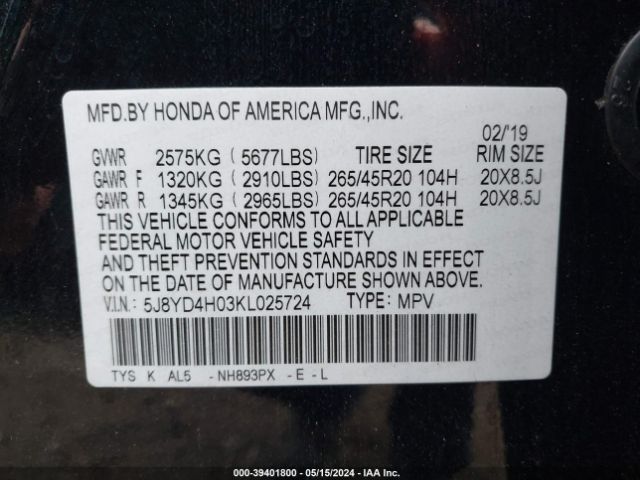 MFD.BY HONDA OF AMERICA MFG.,INC.
02/'19
GVWR 2575KG ( 5677LBS) TIRE SIZE RIM SIZE
GAWR F 1320KG ( 2910LBS) 265/45R20 104H 20X8.5J
GAWR R 1345KG ( 2965LBS) 265/45R20 104H 20X8.5J
THIS VEHICLE CONFORMS TO ALL APPLICABLE
FEDERAL MOTOR VEHICLE SAFETY
AND THEFT PREVENTION STANDARDS IN EFFECT
ON THE DATE OF MANUFACTURE SHOWN ABOVE.
V.I.N.: 5J8YD4H03KL025724 TYPE: MPV
TYS K AL5 -NH893PX -E-L
000-39401800 - 05/15/2024 - IAA Inc.